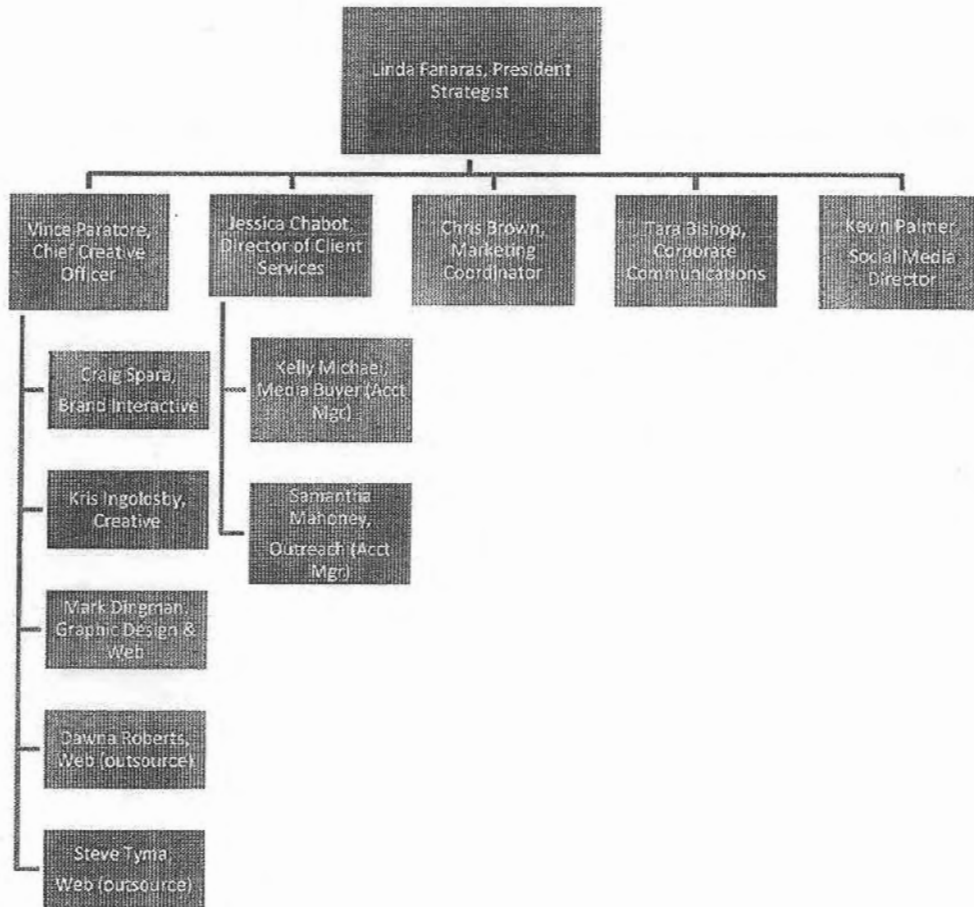 Linda Fanaras, President
Strategist
Vince Paratore,
Chief Creative
Officer
Jessica Chabot,
Director of Client
Services
Chris Brown,
Marketing
Coordinator
Tara Bishop,
Corporate
Communications
Kevin Palmer
Social Media
Director
Craig Spara,
Brand Interactive
Kris Ingoldsby,
Creative
Mark Dingman,
Graphic Design &
Web
Dawna Roberts,
Web (outsource)
Steve Tyma,
Web (outsource)
Kelly Michael,
Media Buyer (Acct
Mgr)
Samantha
Mahoney,
Outreach (Acct
Mgr)